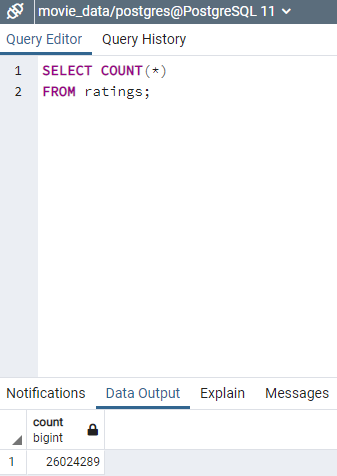 movie_data/postgres@PostgreSQL 11
Query Editor Query History
1 SELECT COUNT(*)
2 FROM ratings;
Notifications Data Output Explain Messages
count
bigint
1 26024289